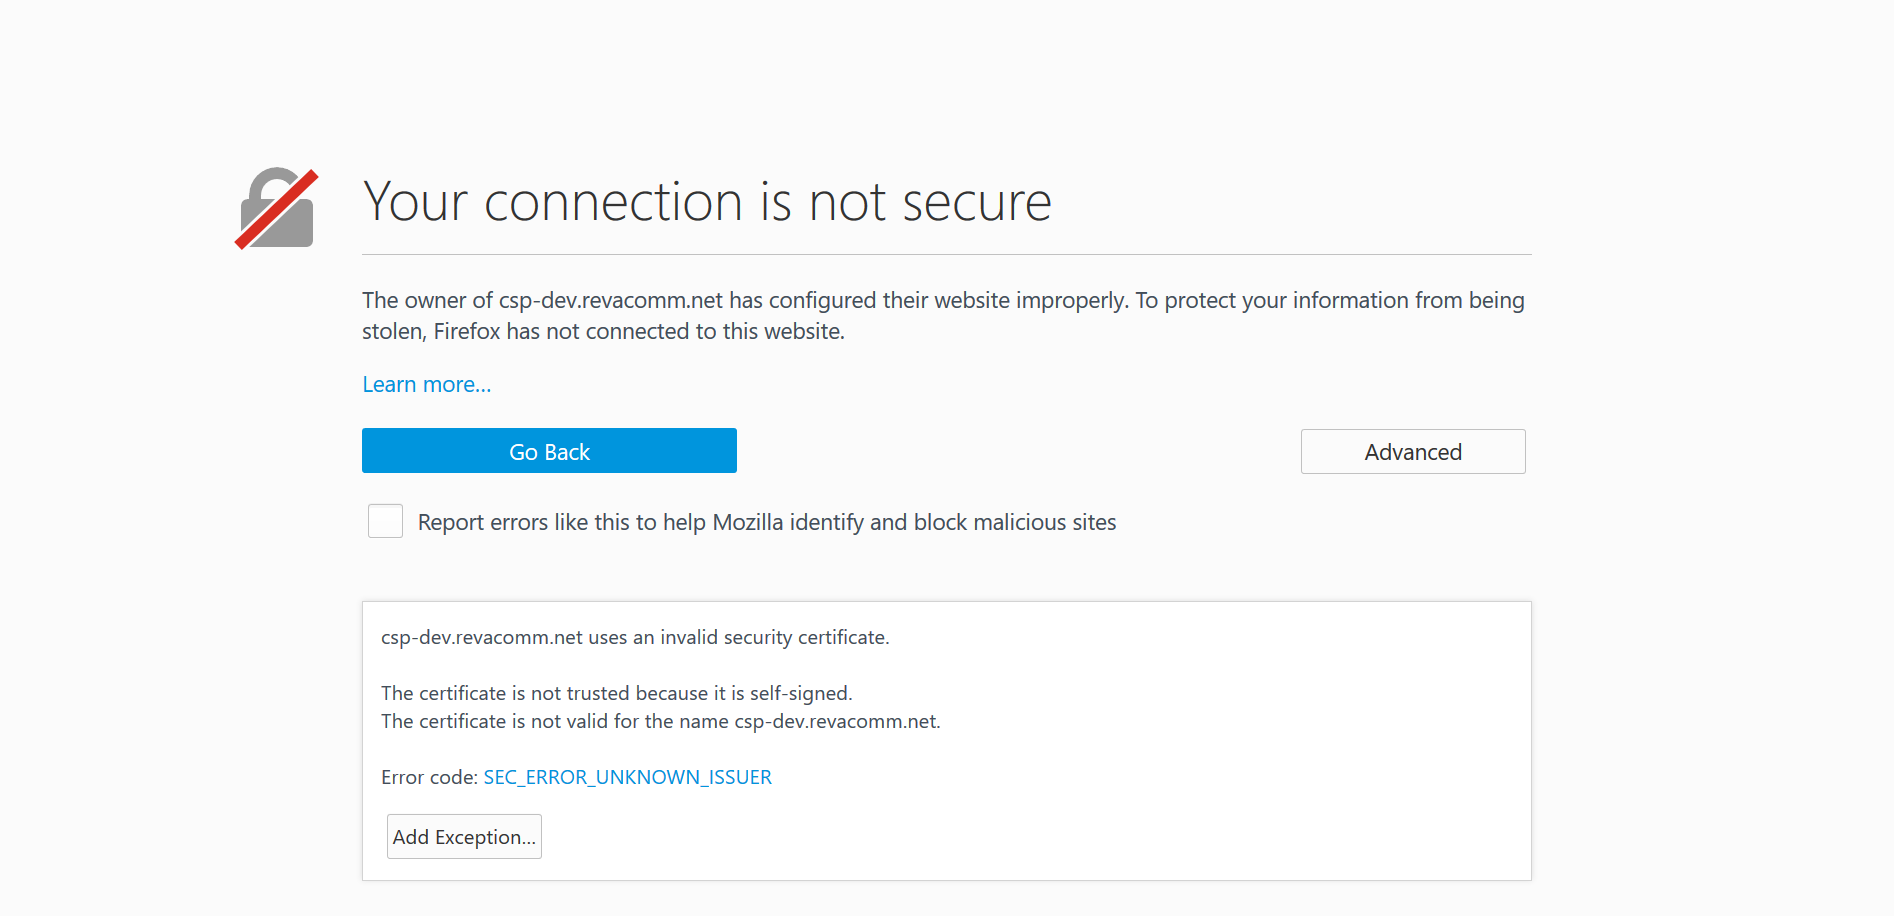 Your connection is not secure
The owner of csp-dev.revacomm.net has configured their website improperly. To protect your information from being
stolen, Firefox has not connected to this website.
Learn more...
Go Back
Advanced
Report errors like this to help Mozilla identify and block malicious sites
csp-dev.revacomm.net uses an invalid security certificate.
The certificate is not trusted because it is self-signed.
The certificate is not valid for the name csp-dev.revacomm.net.
Error code: SEC_ERROR_UNKNOWN_ISSUER
Add Exception...